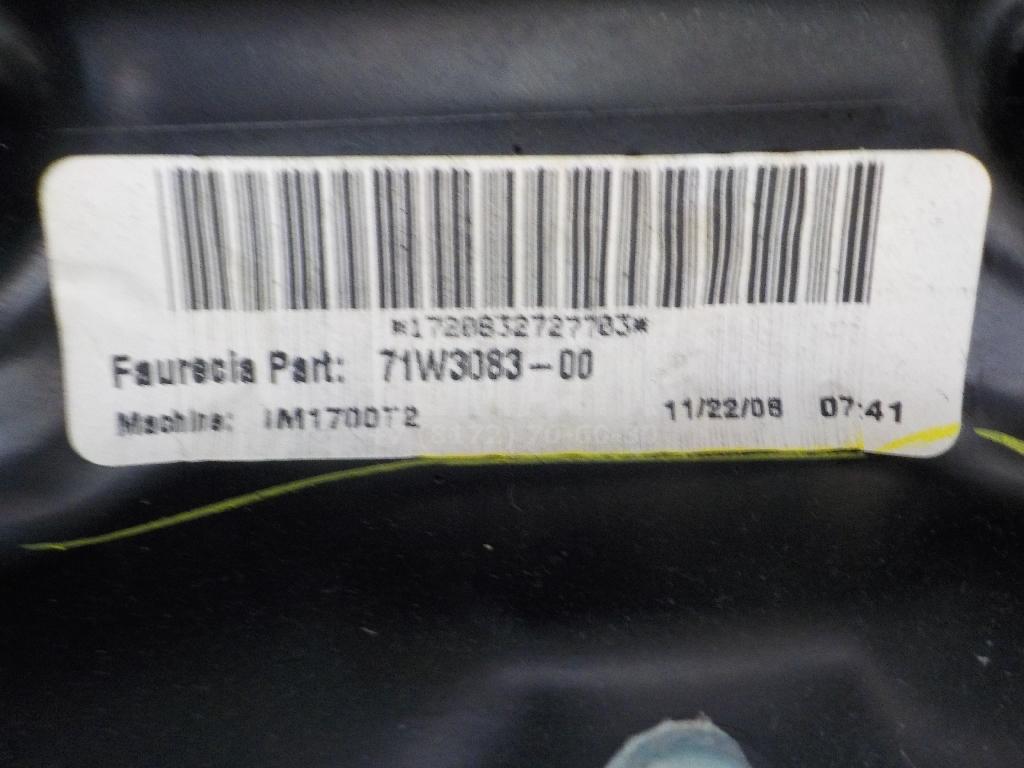 *1720832727703*
Faurecia Part: 71W3083-00
Machine: IM1700T2 11/22/08 07:41